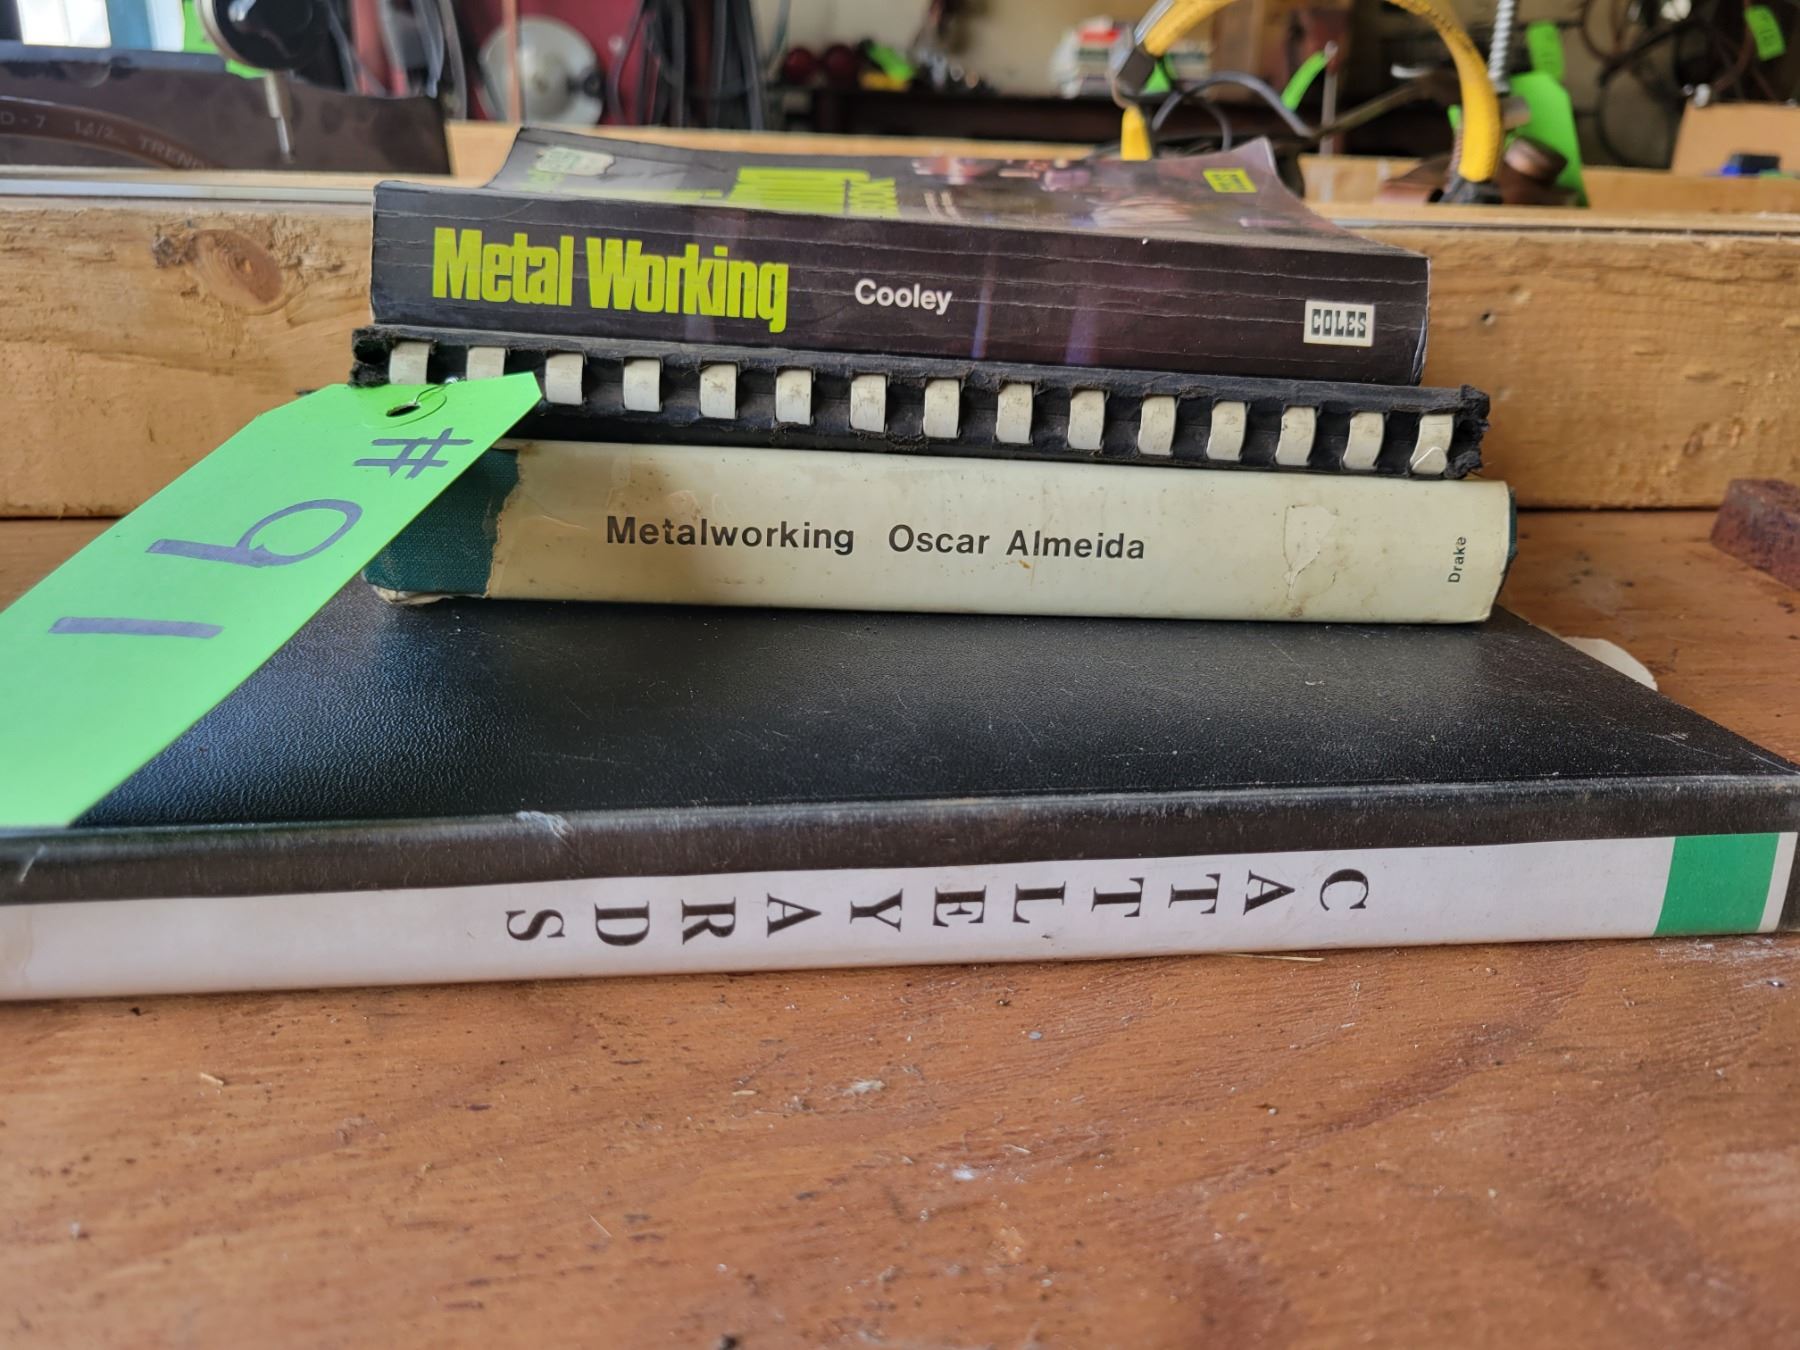 Metal Working Cooley COLES
#91
Metalworking Oscar Almeida Drake
CATTLEYARDS